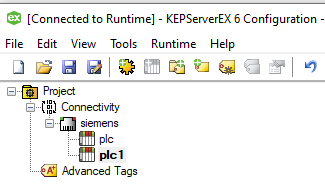 [Connected to Runtime] - KEPServerEX 6 Configuration -
File Edit View Tools Runtime Help
Project
Connectivity
siemens
plc
plc1
Advanced Tags